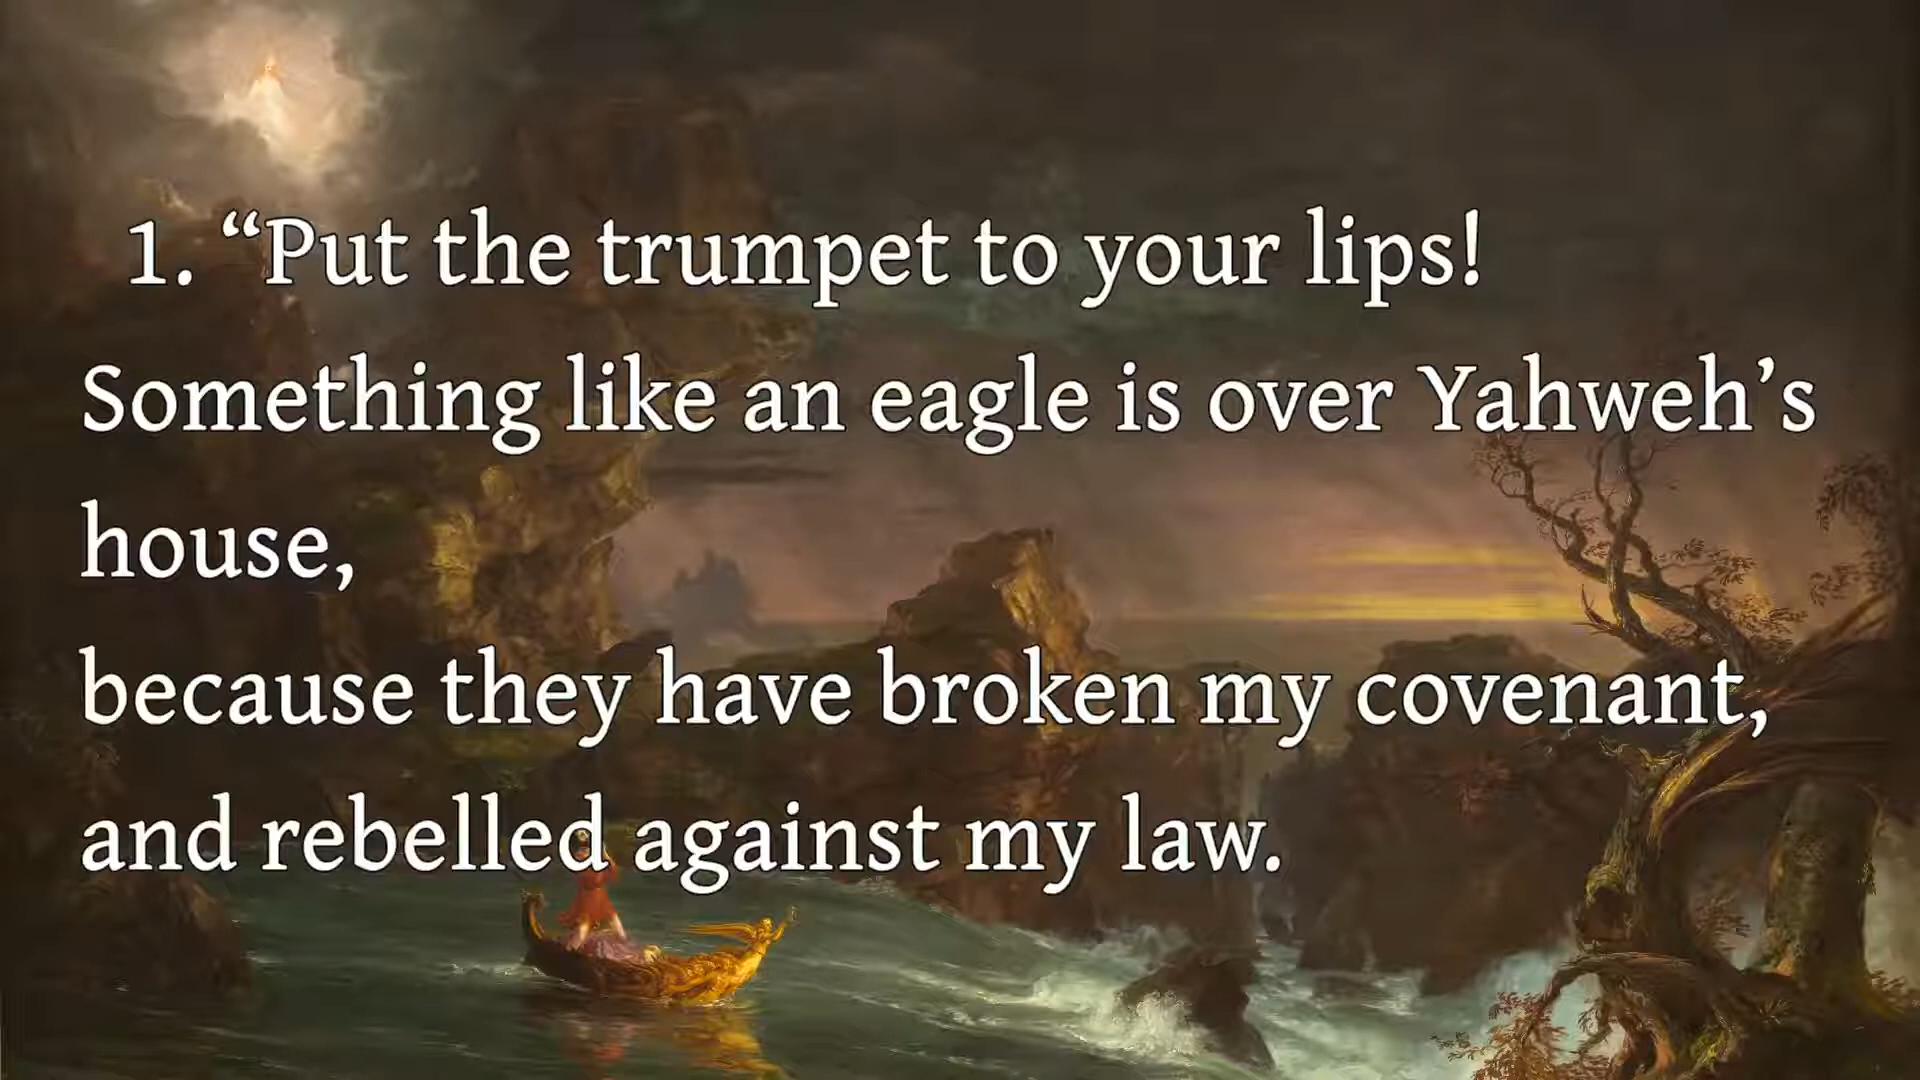 1. “Put the trumpet to your lips!
Something like an eagle is over Yahweh’s
house,
because they have broken my covenant,
and rebelled against my law.